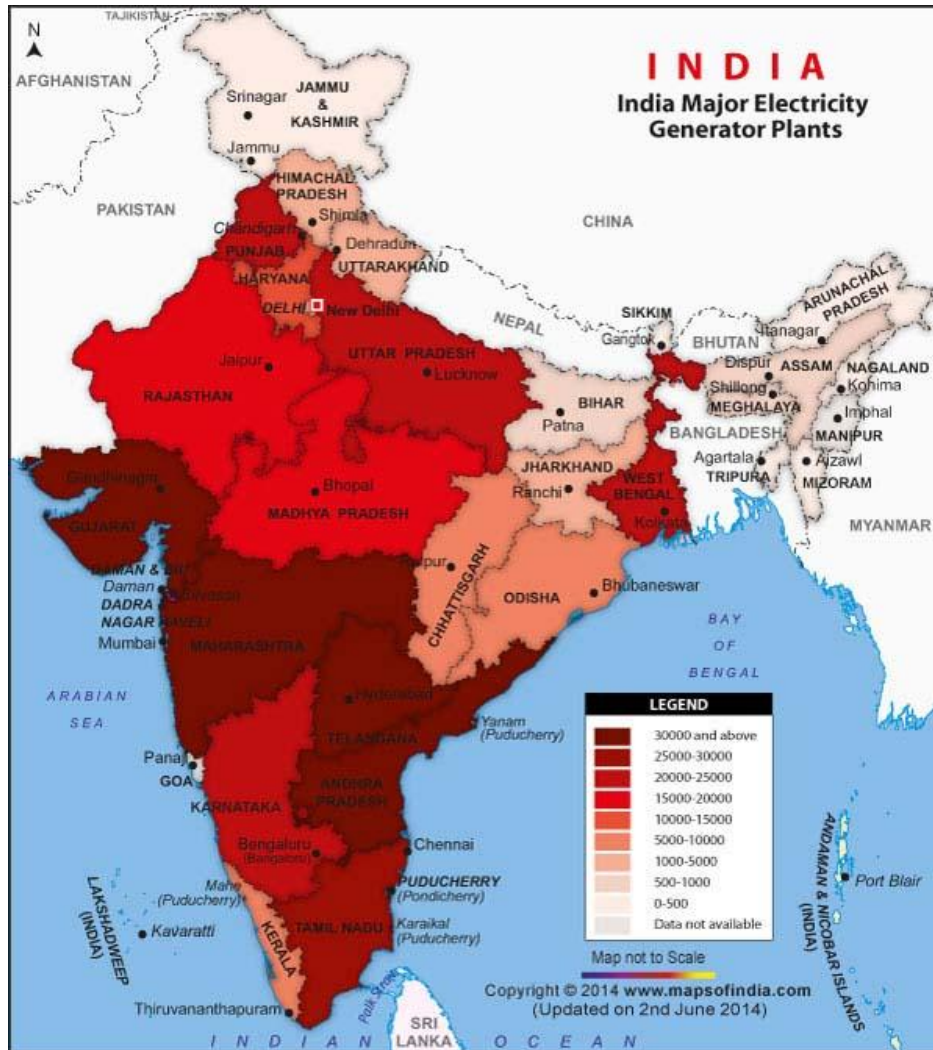 N
TAJIKISTAN
AFGHANISTAN
PAKISTAN
CHINA
NEPAL
BHUTAN
BANGLADESH
MYANMAR
I N D I A
India Major Electricity
Generator Plants
Srinagar
JAMMU
&
KASHMIR
Jammu
HIMACHAL
PRADESH
Shimla
Chandigarh
PUNJAB
Dehradun
UTTARAKHAND
HARYANA
DELHI
New Delhi
UTTAR PRADESH
Lucknow
Jaipur
RAJASTHAN
SIKKIM
Gangtok
ARUNACHAL
PRADESH
Itanagar
Dispur
ASSAM
NAGALAND
Kohima
Shillong
MEGHALAYA
Imphal
MANIPUR
Agartala
TRIPURA
Aizawl
MIZORAM
BIHAR
Patna
JHARKHAND
Ranchi
WEST
BENGAL
Kolkata
Gandhinagar
GUJARAT
Bhopal
MADHYA PRADESH
CHHATTISGARH
ODISHA
Bhubaneswar
DAMAN & DIU
Daman
DADRA
NAGAR HAVELI
Mumbai
MAHARASHTRA
Hyderabad
TELANGANA
Yanam
(Puducherry)
ARABIAN
SEA
BAY
OF
BENGAL
Panaji
GOA
KARNATAKA
ANDHRA
PRADESH
Bengaluru
(Bangaluru)
Chennai
Mahe
(Puducherry)
PUDUCHERRY
(Pondicherry)
KERALA
TAMIL NADU
Karaikal
(Puducherry)
LAKSHADWEEP
(INDIA)
Kavaratti
Thiruvananthapuram
Palk Strait
SRI
LANKA
I N D I A N O C E A N
ANDAMAN & NICOBAR ISLANDS
(INDIA)
Port Blair
LEGEND
30000 and above
25000-30000
20000-25000
15000-20000
10000-15000
5000-10000
1000-5000
500-1000
0-500
Data not available
Map not to Scale
Copyright © 2014 www.mapsofindia.com
(Updated on 2nd June 2014)